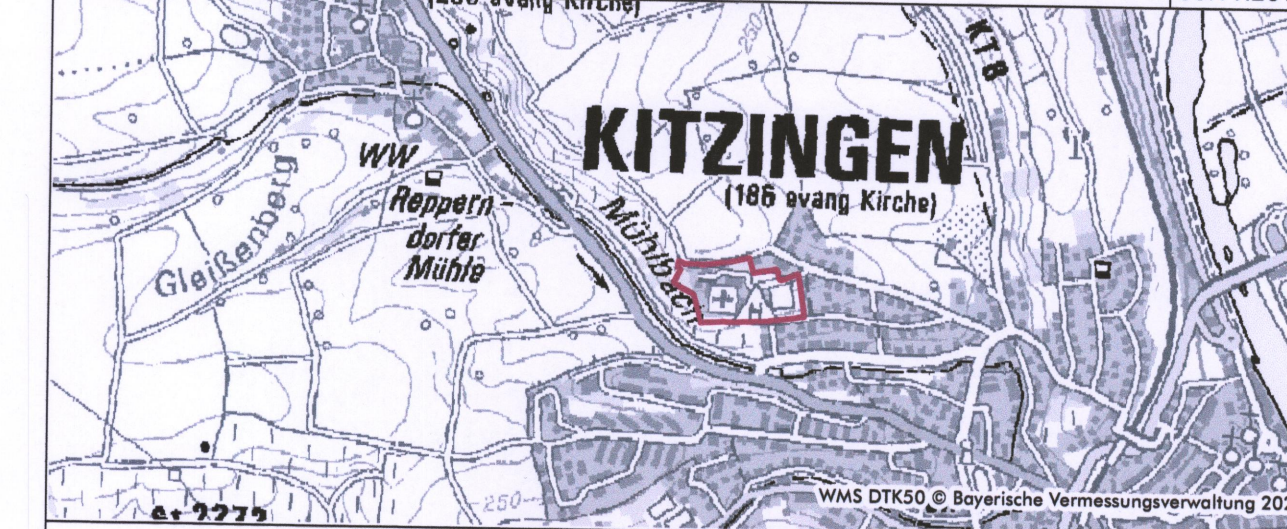 evang Kirche)
KT8
250
KITZINGEN
(186 evang Kirche)
WW
Reppern-
dorfer
Mühle
Gleißenberg
Mühlbach
H
250
St 2272
WMS DTK50 © Bayerische Vermessungsverwaltung 20